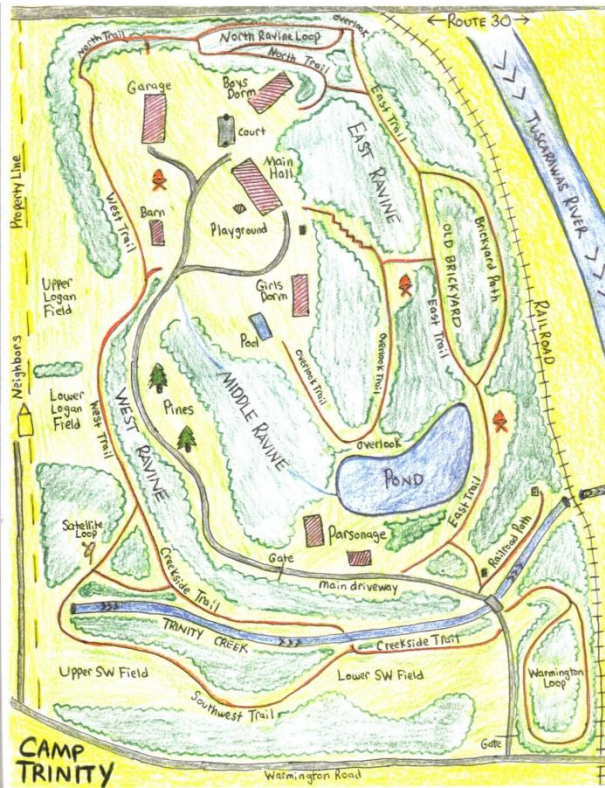 ← ROUTE 30 →
overlook
North Trail
North Ravine Loop
North Trail
Garage
Boys
Dorm
Court
East Trail
EAST RAVINE
TUSCARAWAS
RIVER
Main
Hall
Property Line
West Trail
Barn
Playground
OLD BRICKYARD
Brickyard
Path
RAILROAD
Upper
Logan
Field
Girls
Dorm
East Trail
Pool
Overlook Trail
Overlook Trail
Neighbors
Lower
Logan
Field
West Trail
WEST
RAVINE
Pines
MIDDLE RAVINE
overlook
POND
Satellite
Loop
Parsonage
East Trail
Railroad Path
Gate
main driveway
Creekside Trail
TRINITY CREEK
>>>
Creekside Trail
Upper SW Field
Lower SW Field
Southwest Trail
Warmington
Loop
Gate
CAMP
TRINITY
Warmington Road